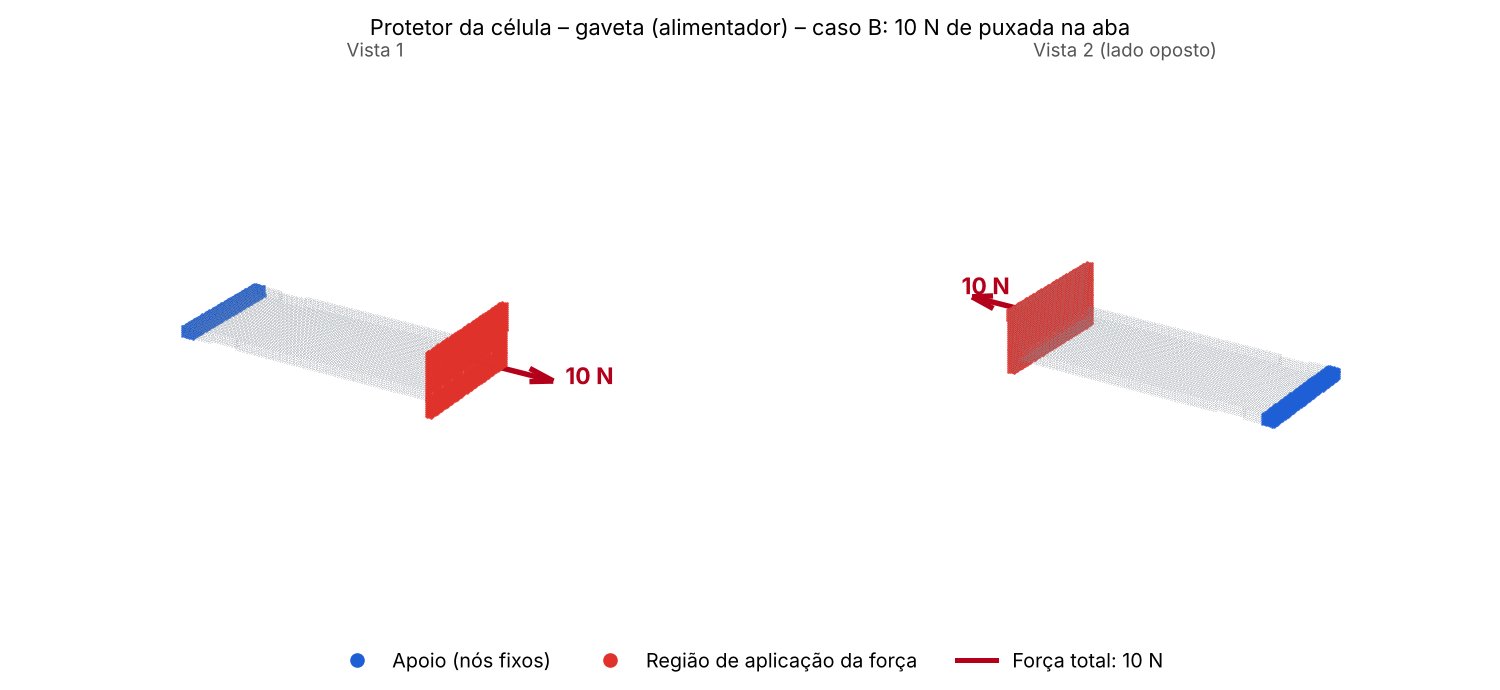 Protetor da célula – gaveta (alimentador) – caso B: 10 N de puxada na aba
Vista 1
Vista 2 (lado oposto)
10 N
10 N
Apoio (nós fixos)
Região de aplicação da força
Força total: 10 N